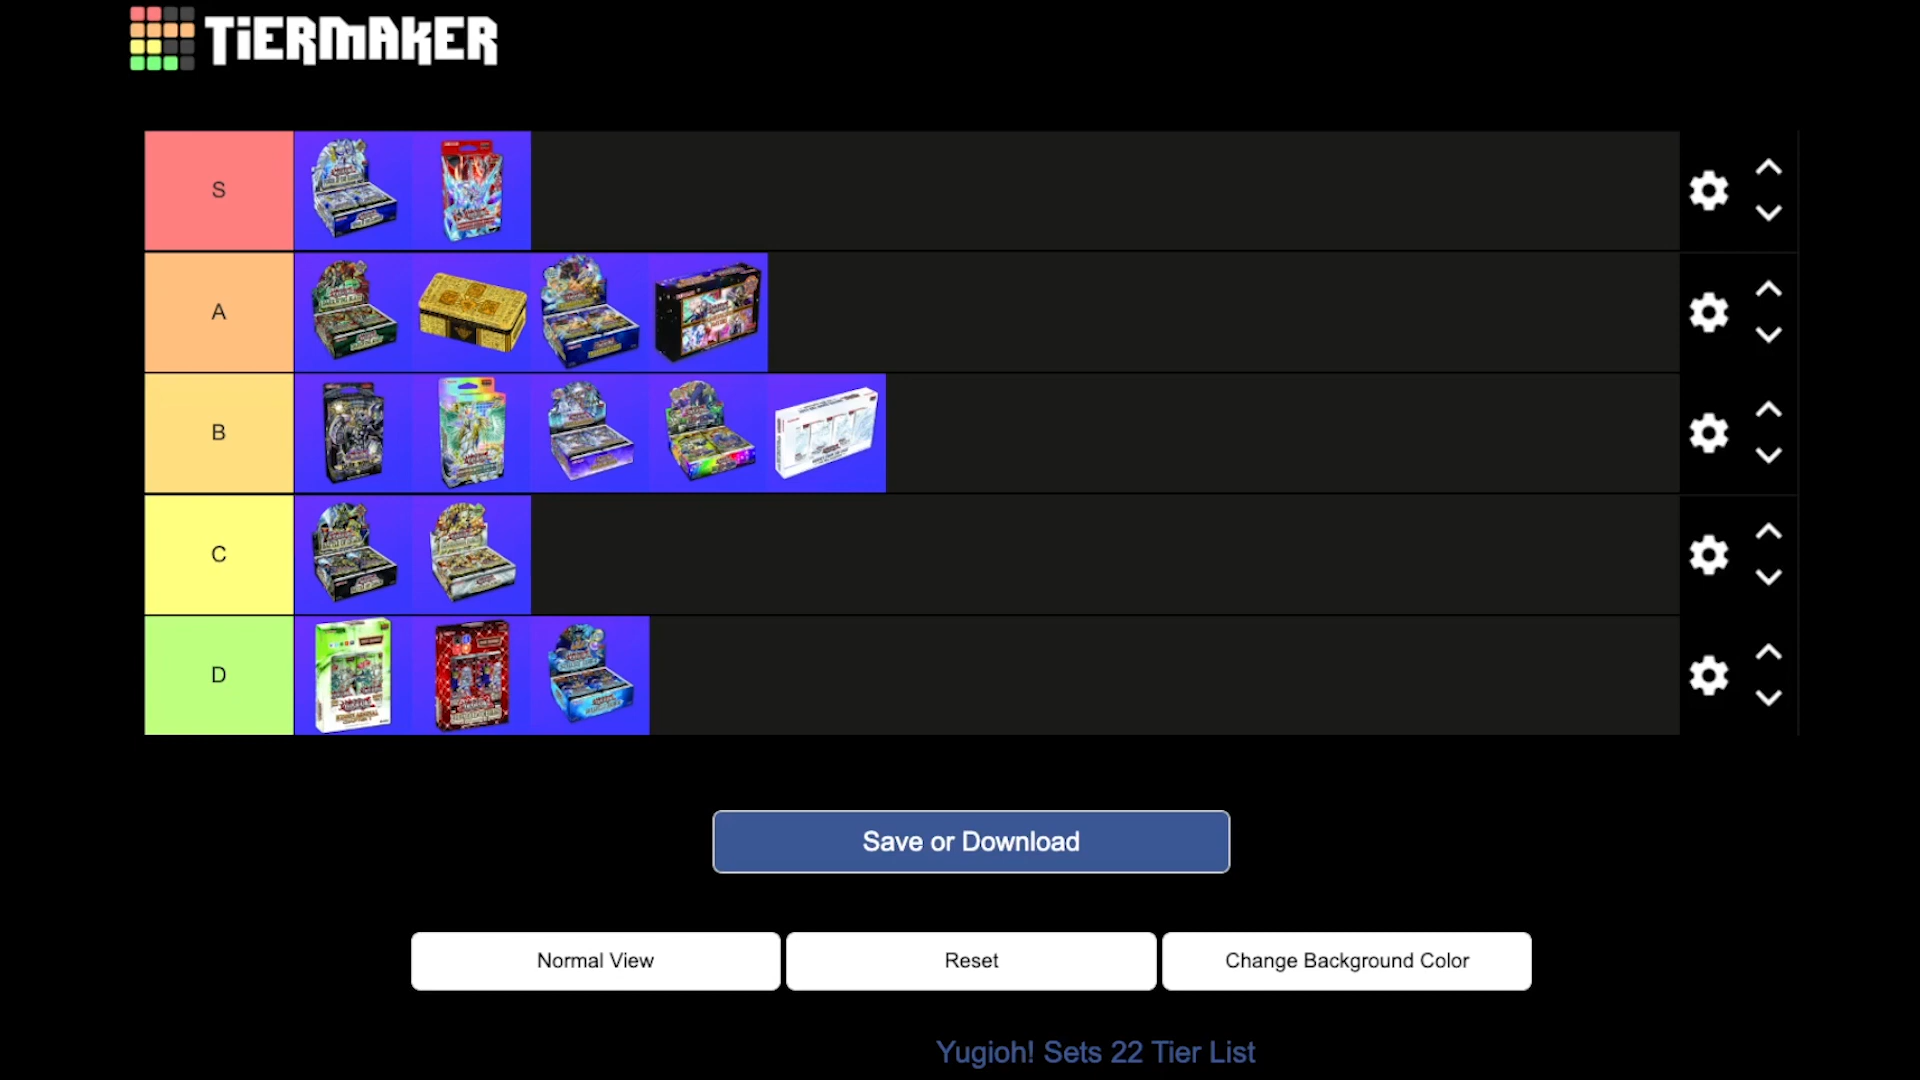 TiERMAKER
S
A
B
C
D
Save or Download
Normal View
Reset
Change Background Color
Yugioh! Sets 22 Tier List